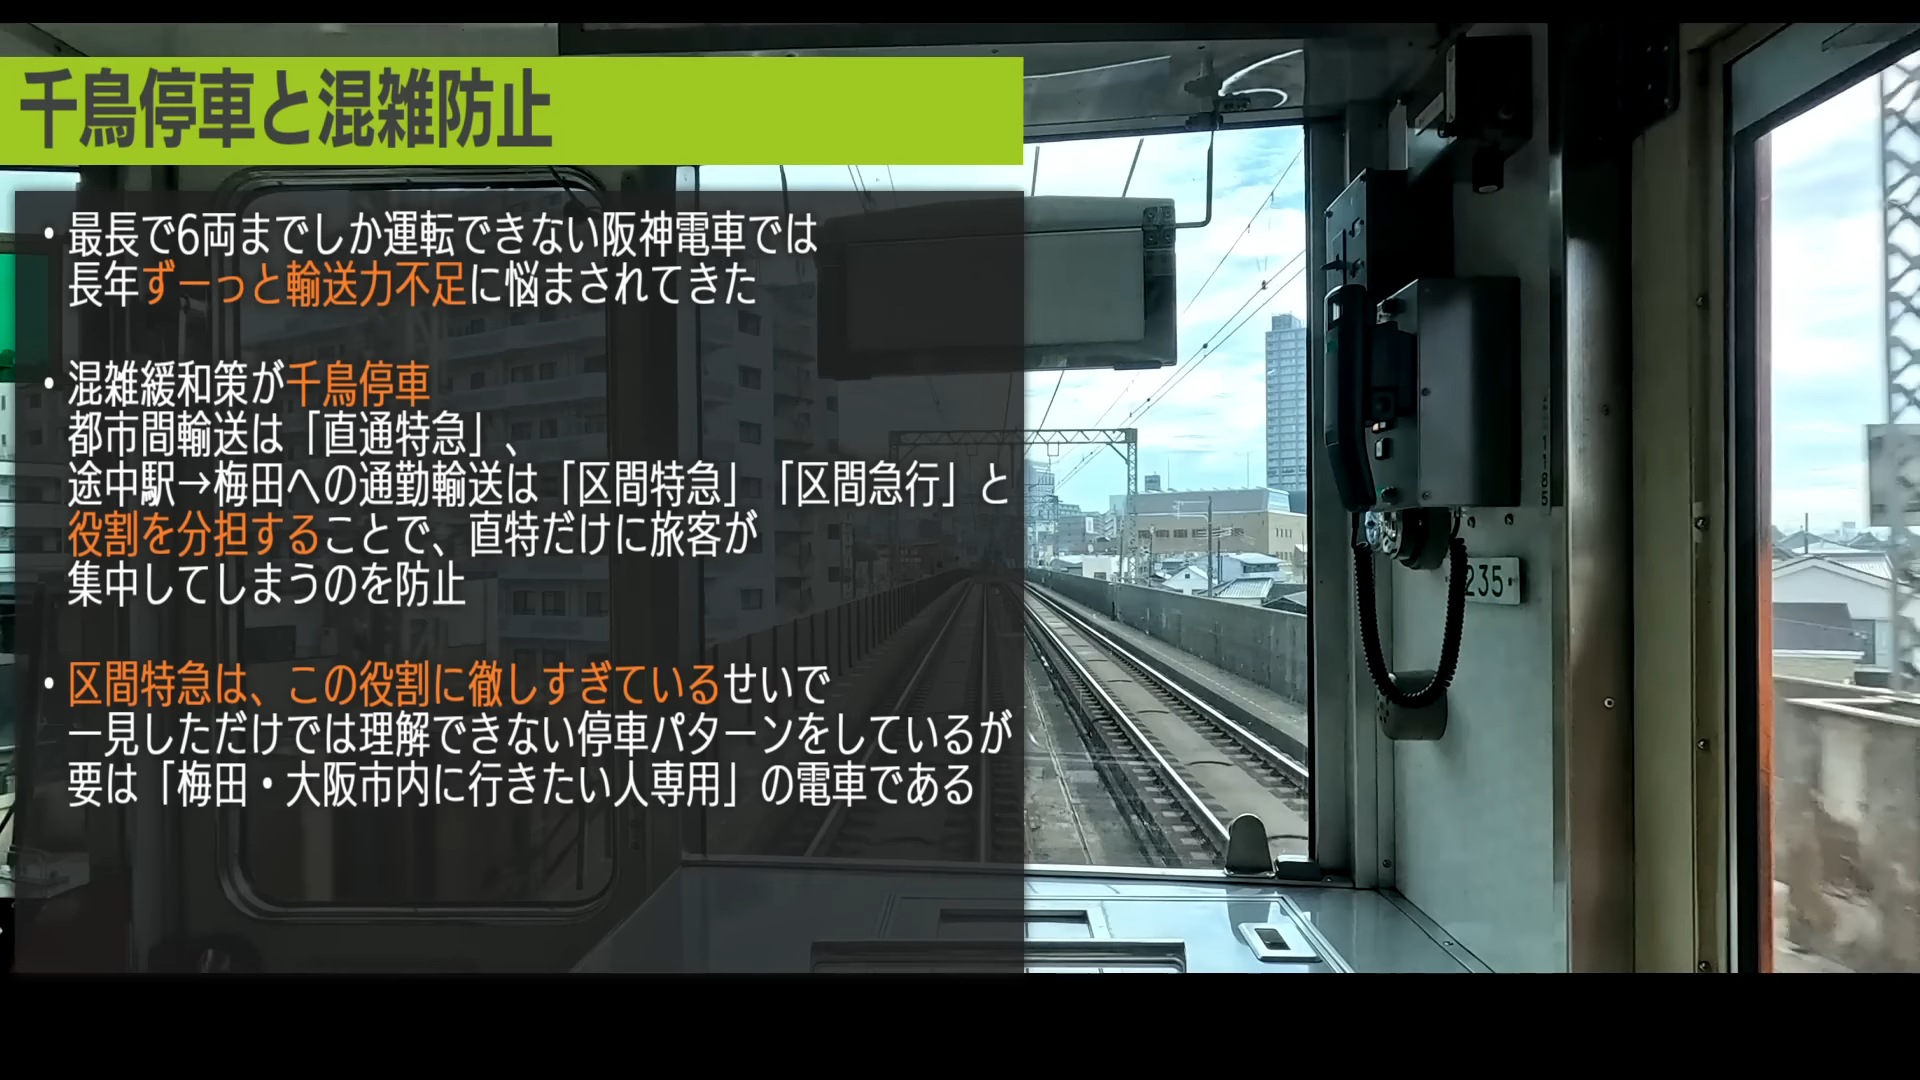 千鳥停車と混雑防止
・最長で6両までしか運転できない阪神電車では
長年ずーっと輸送力不足に悩まされてきた
・混雑緩和策が千鳥停車
都市間輸送は「直通特急」、
途中駅→梅田への通勤輸送は「区間特急」「区間急行」と
役割を分担することで、直特だけに旅客が
集中してしまうのを防止
・区間特急は、この役割に徹しすぎているせいで
一見しただけでは理解できない停車パターンをしているが
要は「梅田・大阪市内に行きたい人専用」の電車である
1185
235